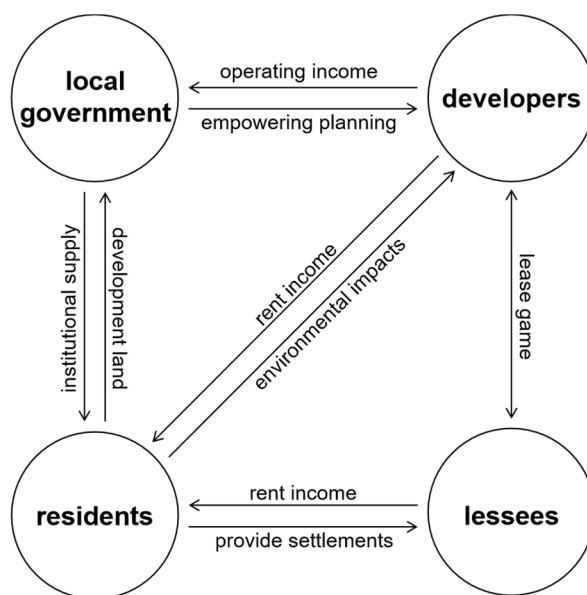 local
government
operating income
empowering planning
developers
institutional supply
development land
rent income
environmental impacts
lease game
residents
rent income
provide settlements
lessees